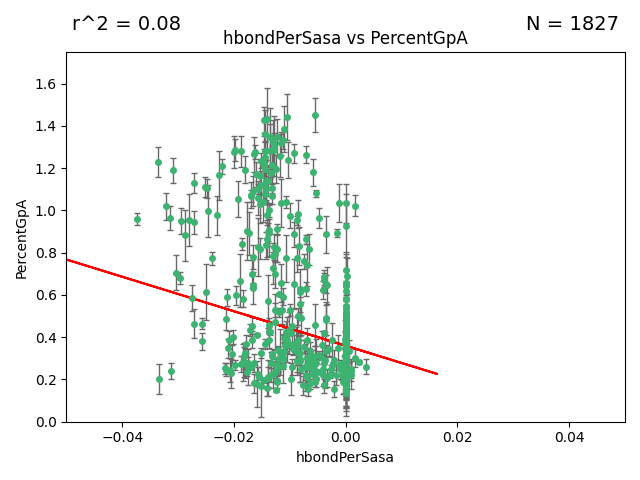 r^2 = 0.08
N = 1827
hbondPerSasa vs PercentGpA
1.6
1.4
1.2
1.0
0.8
0.6
0.4
0.2
0.0
PercentGpA
−0.04
−0.02
0.00
0.02
0.04
hbondPerSasa